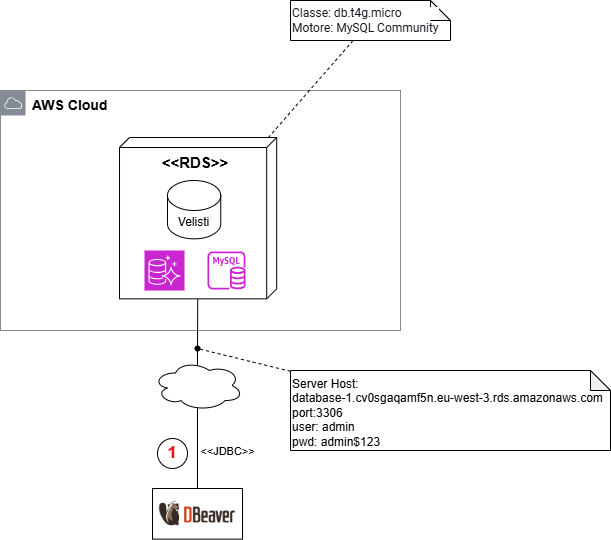 Classe: db.t4g.micro
Motore: MySQL Community
AWS Cloud
<<RDS>>
Velisti
MySQL
Server Host:
database-1.cv0sgaqamf5n.eu-west-3.rds.amazonaws.com
port:3306
user: admin
pwd: admin$123
1
<<JDBC>>
DBeaver